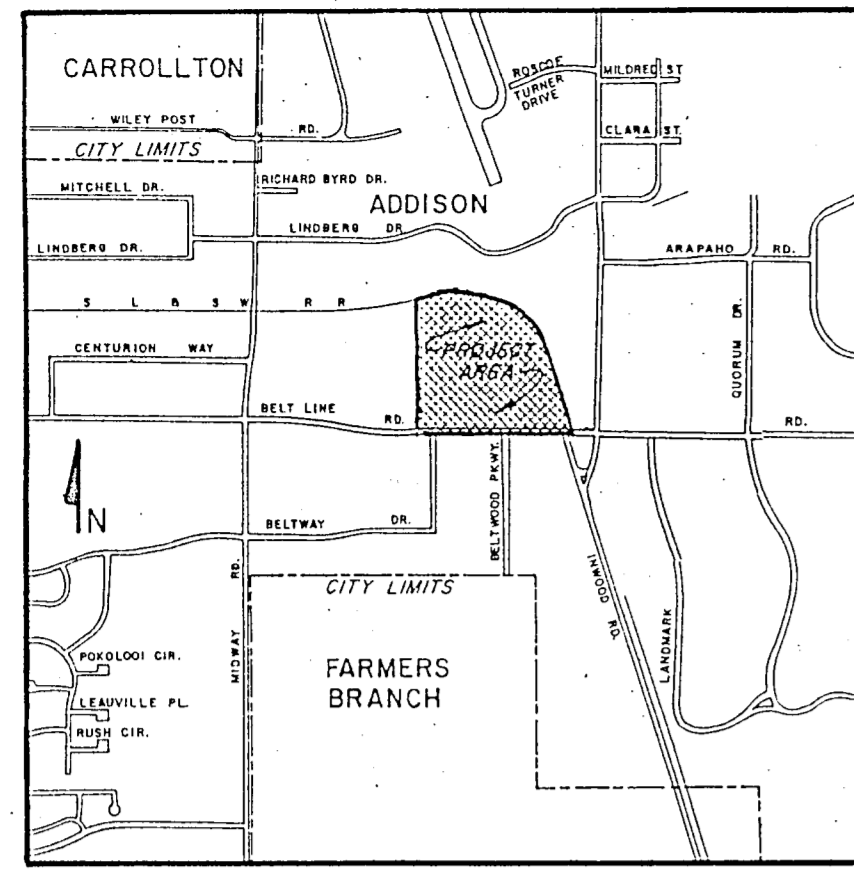 CARROLLTON
WILEY POST RD.
CITY LIMITS
MITCHELL DR.
RICHARD BYRD DR.
LINDBERG DR.
LINDBERG DR
ADDISON
ROSCOE
TURNER
DRIVE
MILDRED ST
CLARA ST.
ARAPAHO RD.
QUORUM DR.
S L B S W R R
CENTURION WAY
PROJECT
AREA
BELT LINE RD.
RD.
N
BELTWAY DR.
BELTWOOD PKWY.
MIDWAY RD.
INWOOD RD.
LANDMARK
CITY LIMITS
FARMERS
BRANCH
POKOLOOI CIR.
LEAUVILLE PL.
RUSH CIR.